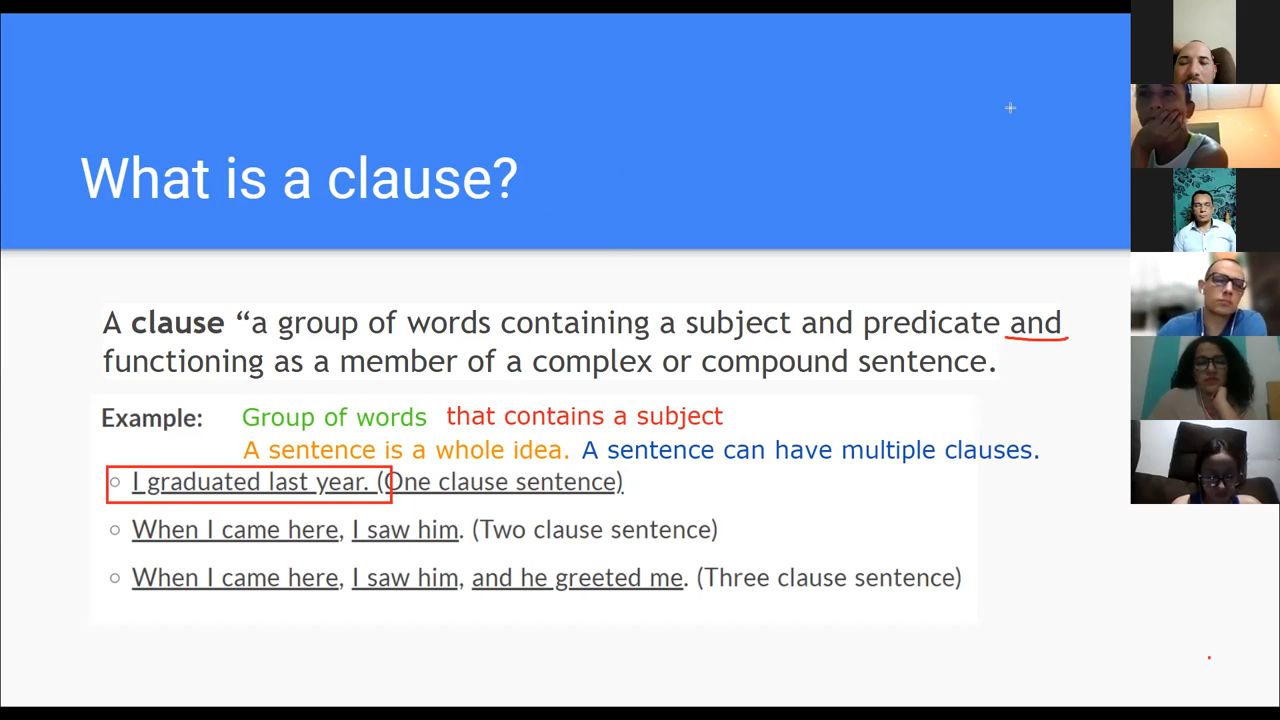 What is a clause?
A clause “a group of words containing a subject and predicate and
functioning as a member of a complex or compound sentence.
Example: Group of words that contains a subject
A sentence is a whole idea. A sentence can have multiple clauses.
I graduated last year. (One clause sentence)
When I came here, I saw him. (Two clause sentence)
When I came here, I saw him, and he greeted me. (Three clause sentence)